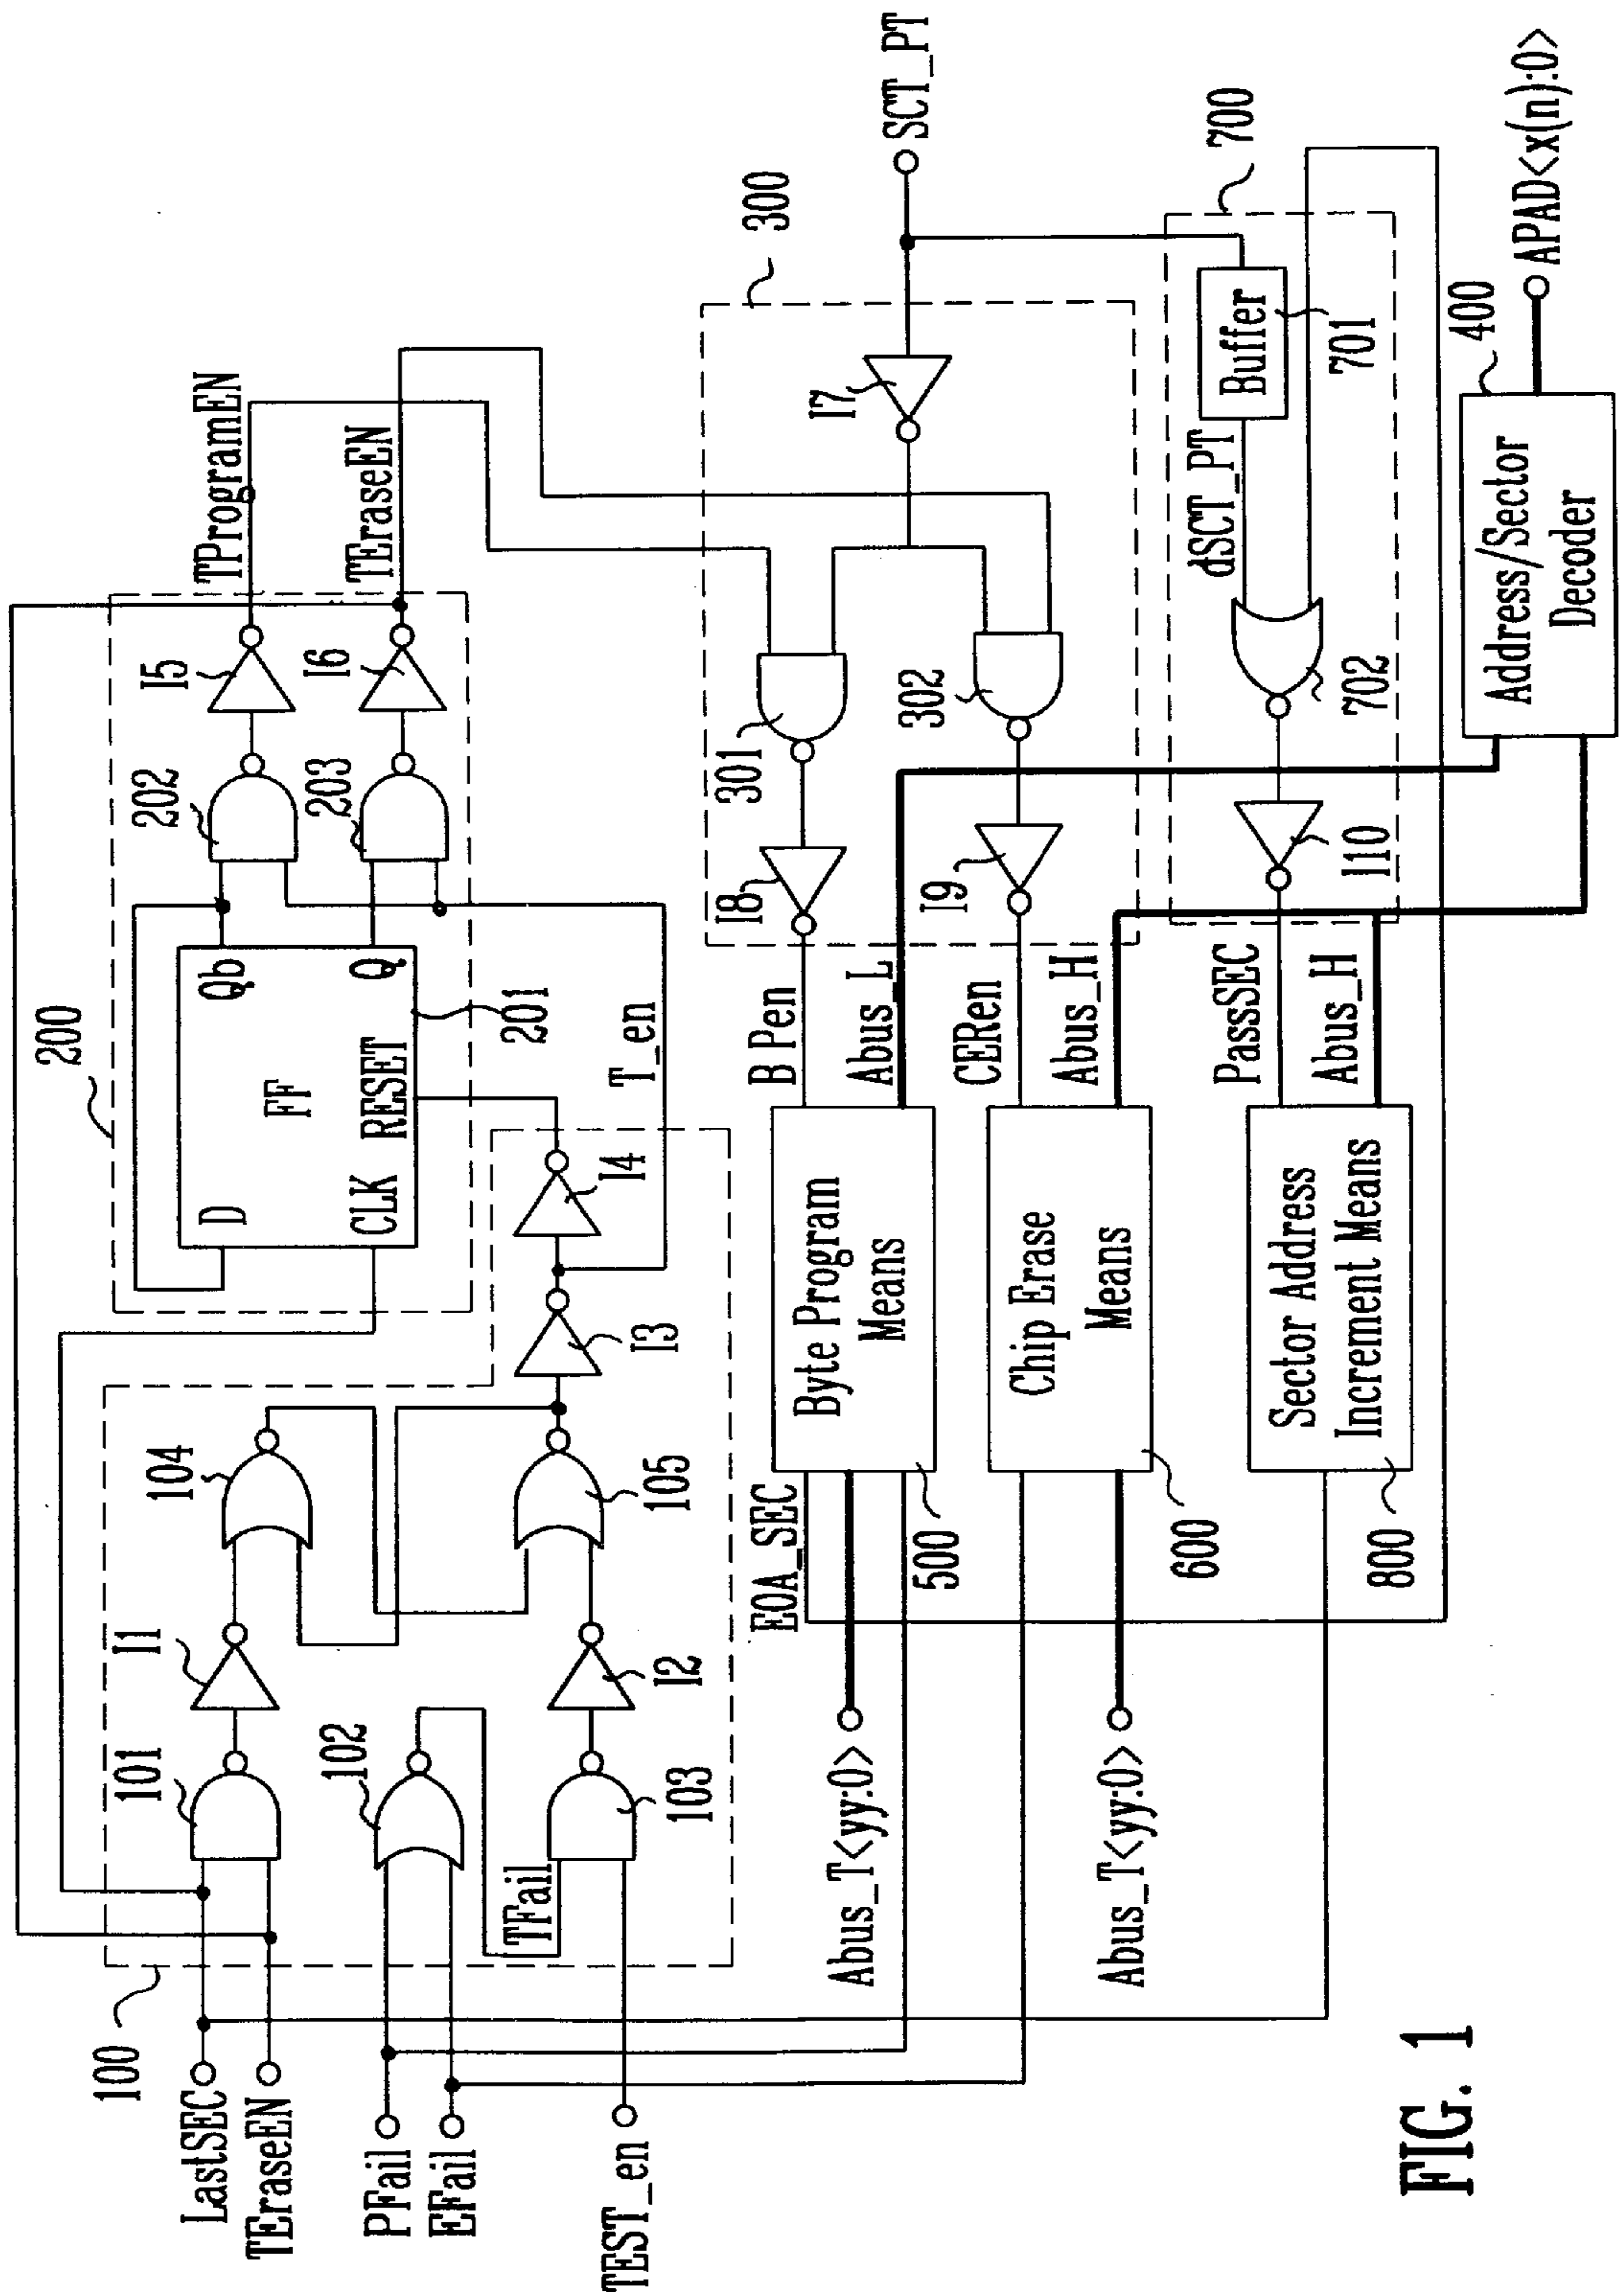 200
TProgramEN
TEraseEN
I5
I6
202
203
Qb
Q
FF
D
CLK
RESET
201
T_en
100
LastSEC
TEraseEN
PFail
EFail
TEST_en
101
I1
104
102
TFail
103
I2
105
I3
I4
300
SCT_PT
I7
301
302
I8
I9
700
Buffer
701
dSCT_PT
702
I10
400
Address/Sector
Decoder
APAD<x(n):0>
B Pen
Abus_L
CERen
Abus_H
PassSEC
Abus_H
EOA_SEC
Byte Program
Means
500
Chip Erase
Means
600
Sector Address
Increment Means
800
Abus_T<yy:0>
Abus_T<yy:0>
FIG. 1